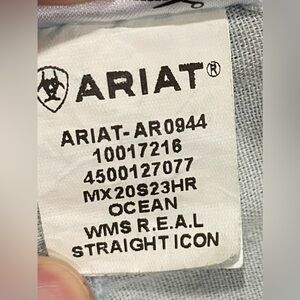 ARIAT®
ARIAT-AR0944
10017216
4500127077
MX20S23HR
OCEAN
WMS R.E.A.L
STRAIGHT ICON